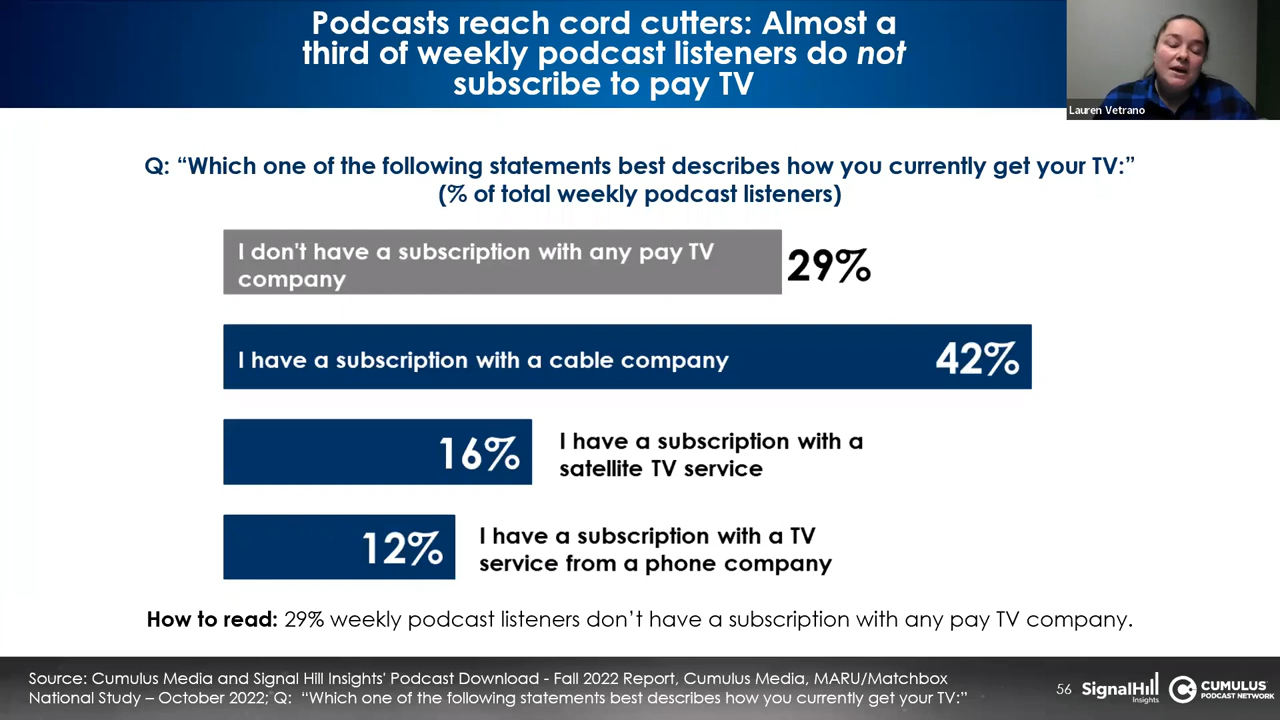 Podcasts reach cord cutters: Almost a
third of weekly podcast listeners do not
subscribe to pay TV
Lauren Vetrano
Q: “Which one of the following statements best describes how you currently get your TV:”
(% of total weekly podcast listeners)
I don't have a subscription with any pay TV
company
29%
I have a subscription with a cable company
42%
16%
I have a subscription with a
satellite TV service
12%
I have a subscription with a TV
service from a phone company
How to read: 29% weekly podcast listeners don’t have a subscription with any pay TV company.
Source: Cumulus Media and Signal Hill Insights' Podcast Download - Fall 2022 Report, Cumulus Media, MARU/Matchbox
National Study – October 2022; Q:  “Which one of the following statements best describes how you currently get your TV:”
56
SignalHill
Insights
CUMULUS
PODCAST NETWORK